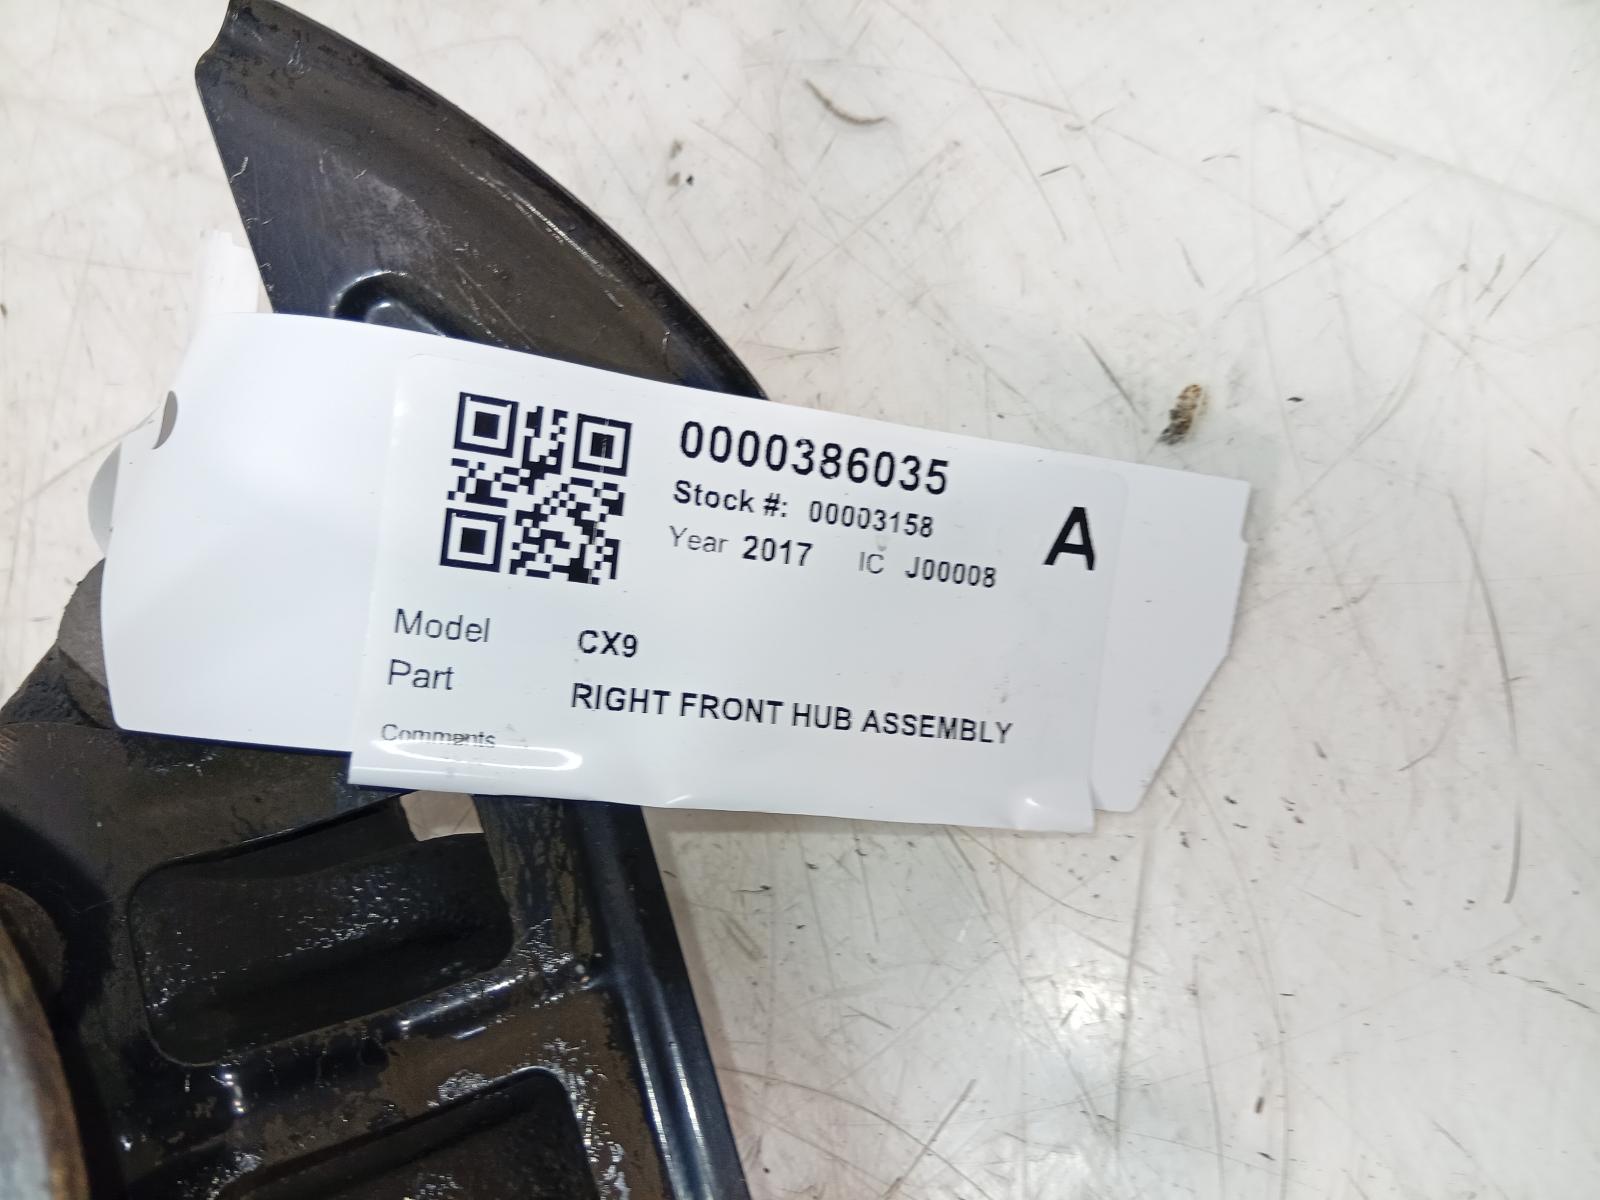 0000386035
Stock #: 00003158
A
Year 2017 IC J00008
Model CX9
Part RIGHT FRONT HUB ASSEMBLY
Comments